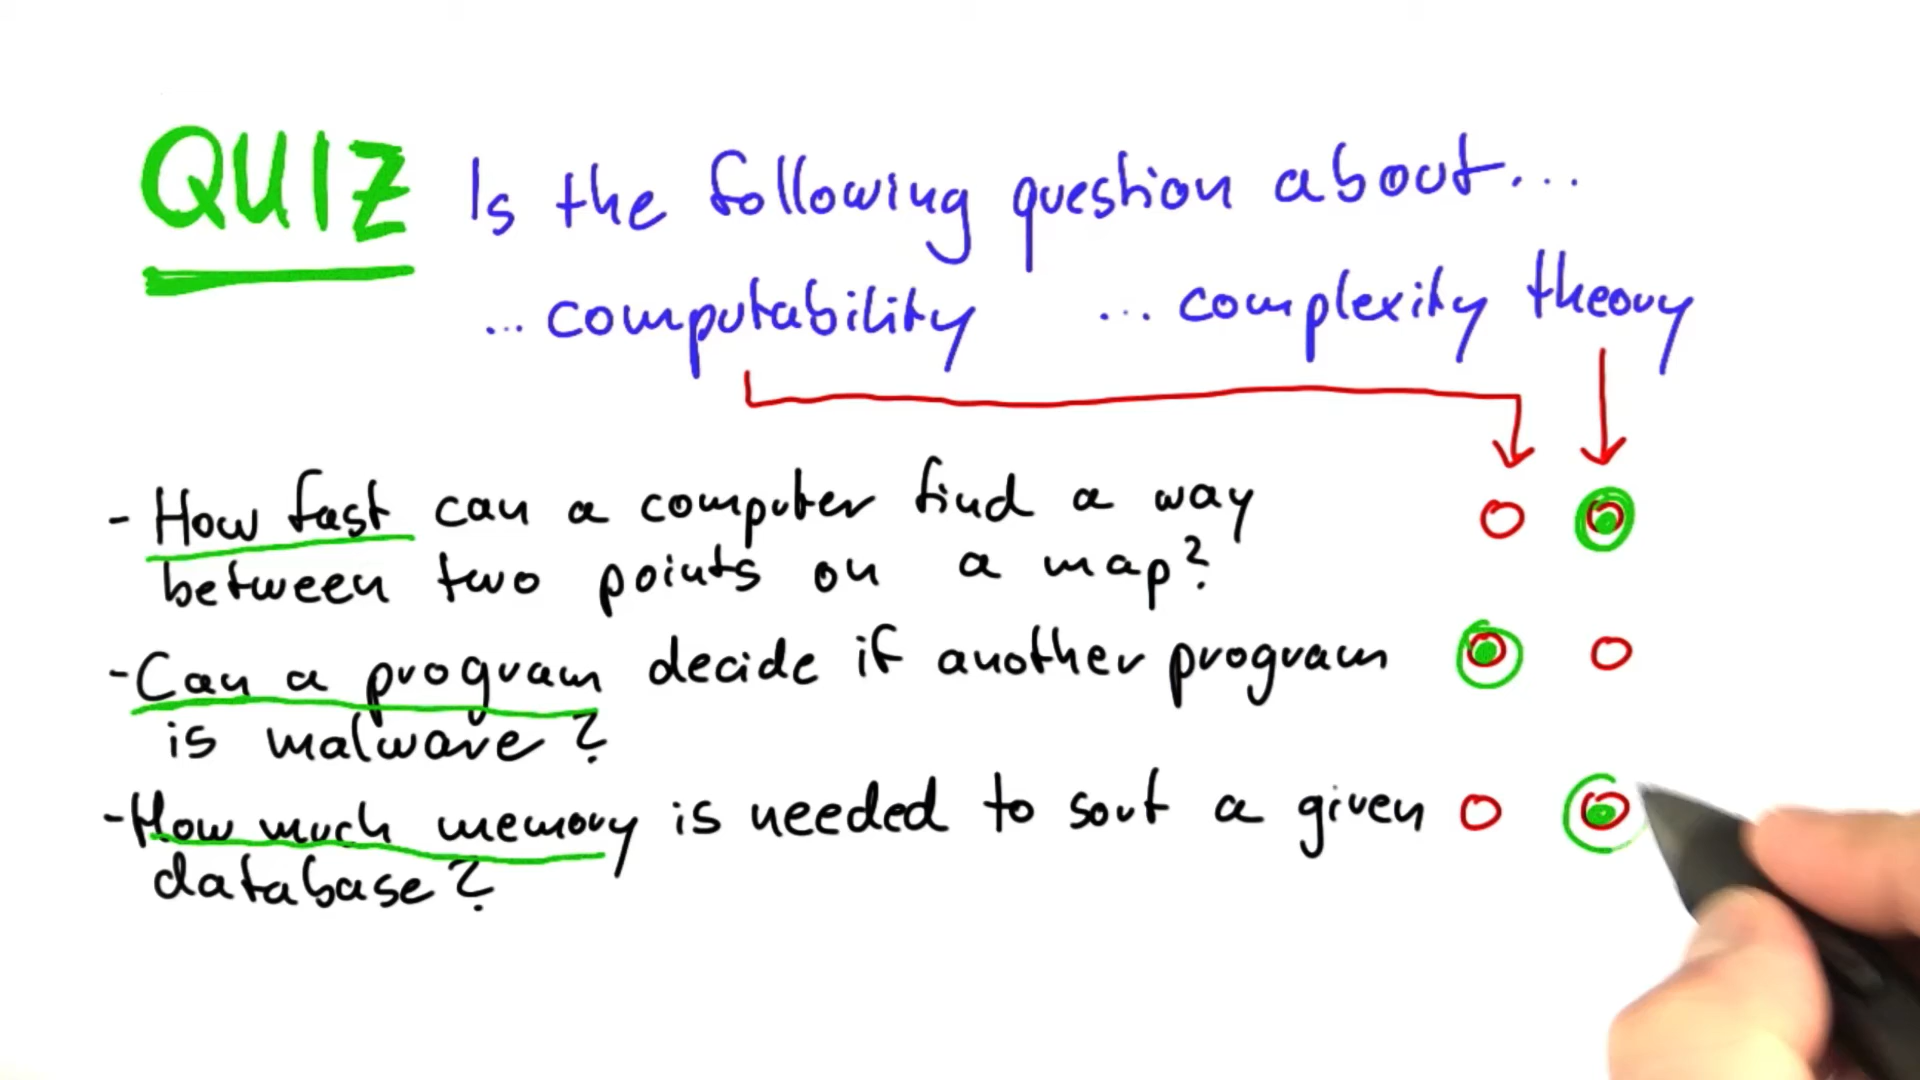 QUIZ Is the following question about...
... computability ... complexity theory
- How fast can a computer find a way
between two points on a map?
- Can a program decide if another program
is malware?
- How much memory is needed to sort a given
database?